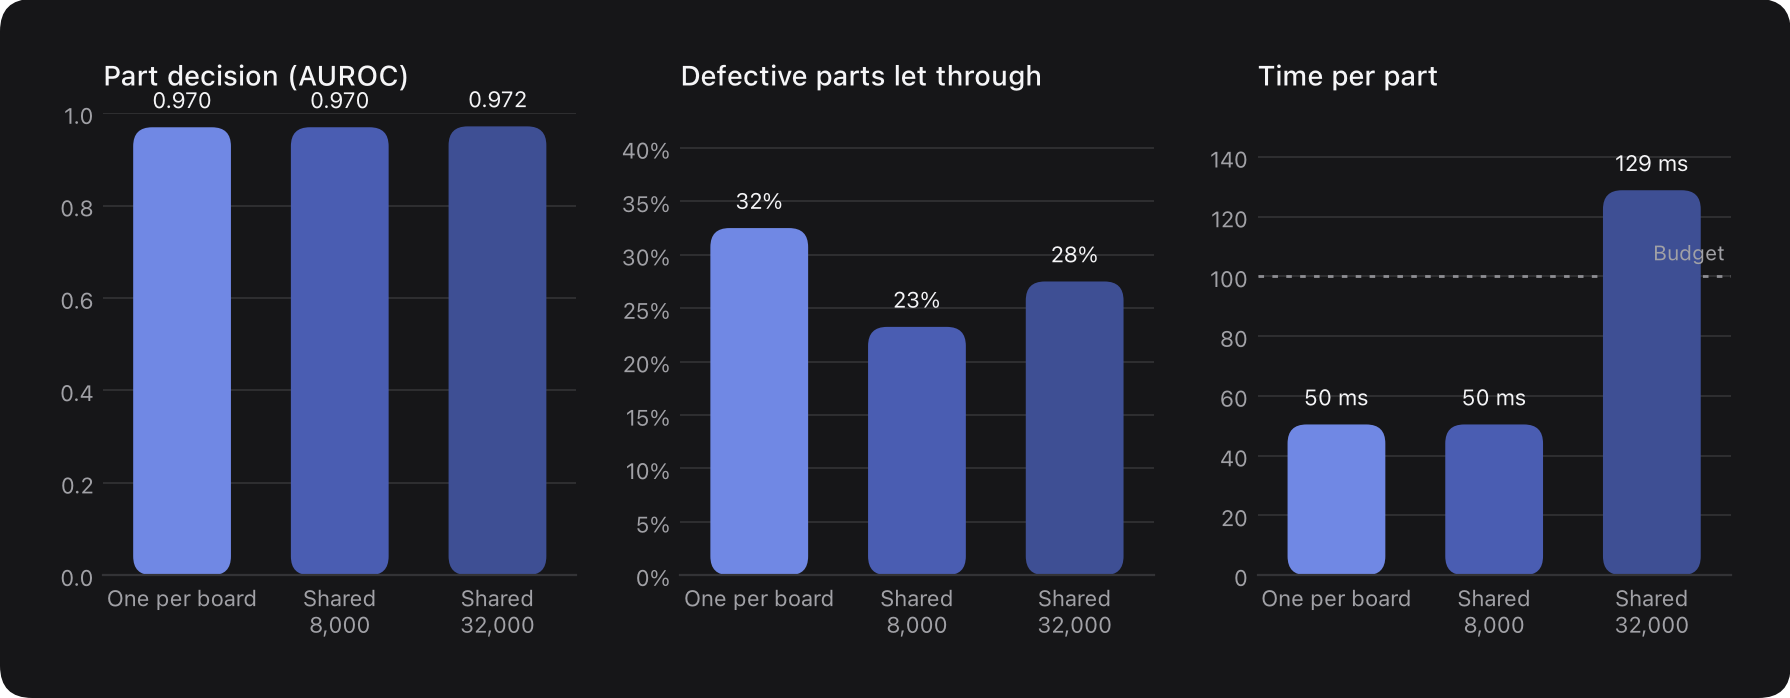 Part decision (AUROC)
0.970
0.970
0.972
1.0
0.8
0.6
0.4
0.2
0.0
One per board
Shared
8,000
Shared
32,000
Defective parts let through
40%
35%
30%
25%
20%
15%
10%
5%
0%
32%
23%
28%
One per board
Shared
8,000
Shared
32,000
Time per part
140
120
100
80
60
40
20
0
50 ms
50 ms
129 ms
Budget
One per board
Shared
8,000
Shared
32,000